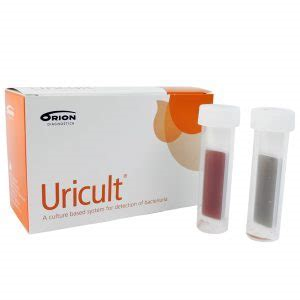 ORION
DIAGNOSTICA
Uricult®
A culture based system for detection of bacteriuria